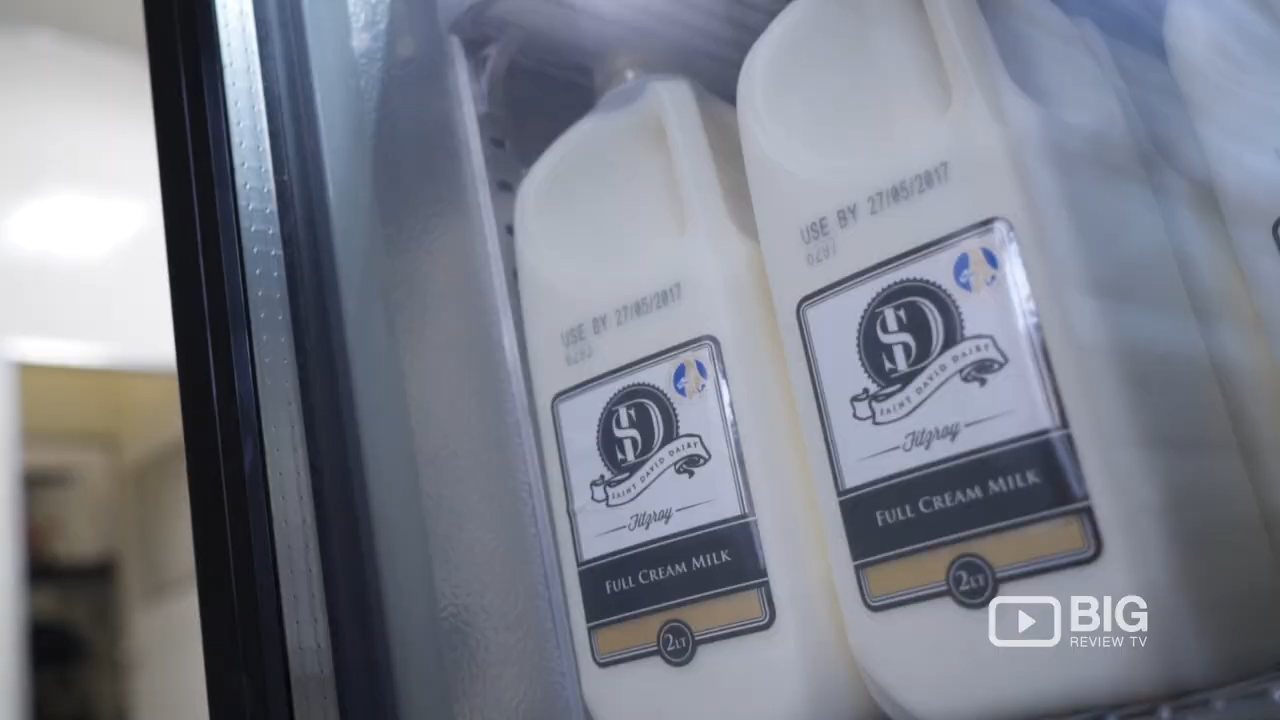 USE BY 27/05/2017
SD
SAINT DAVID DAIRY
Fitzroy
FULL CREAM MILK
2LT
USE BY 27/05/2017
SD
SAINT DAVID DAIRY
Fitzroy
FULL CREAM MILK
2LT
BIG
REVIEW TV